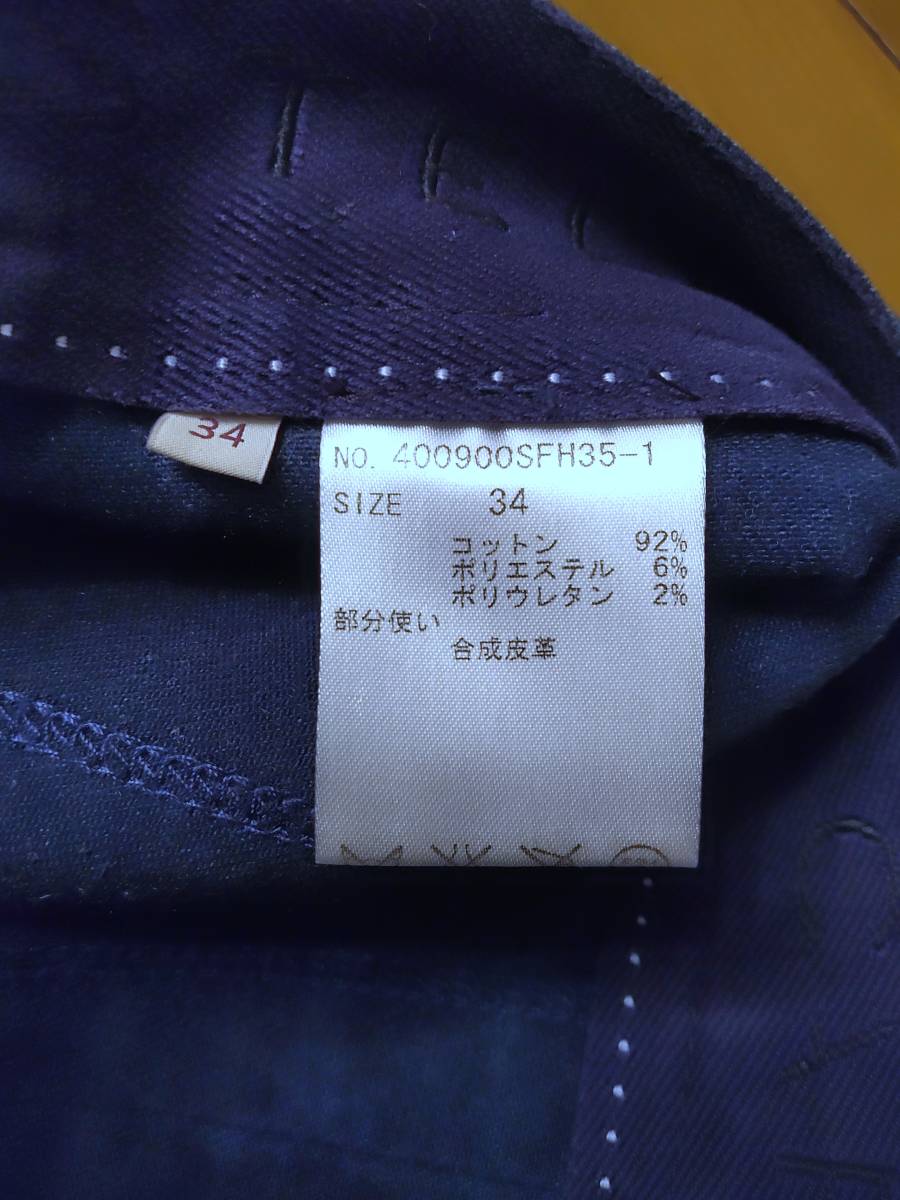 34
NO. 400900SFH35-1
SIZE 34
コットン 92%
ポリエステル 6%
ポリウレタン 2%
部分使い
合成皮革